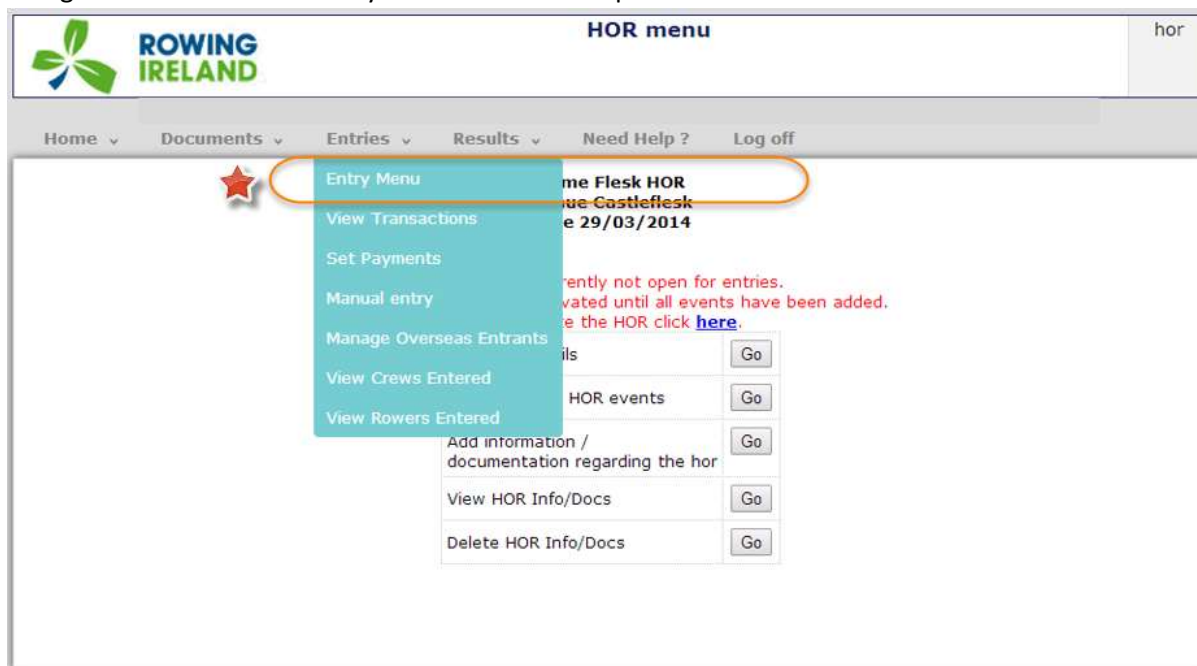 HOR menu
hor
ROWING
IRELAND
Home Documents Entries Results Need Help ? Log off
Entry Menu
View Transactions
Set Payments
Manual entry
Manage Overseas Entrants
View Crews Entered
View Rowers Entered
me Flesk HOR
ue Castleflesk
e 29/03/2014
rently not open for entries.
vated until all events have been added.
e the HOR click here.
ils Go
HOR events Go
Add information / Go
documentation regarding the hor
View HOR Info/Docs Go
Delete HOR Info/Docs Go